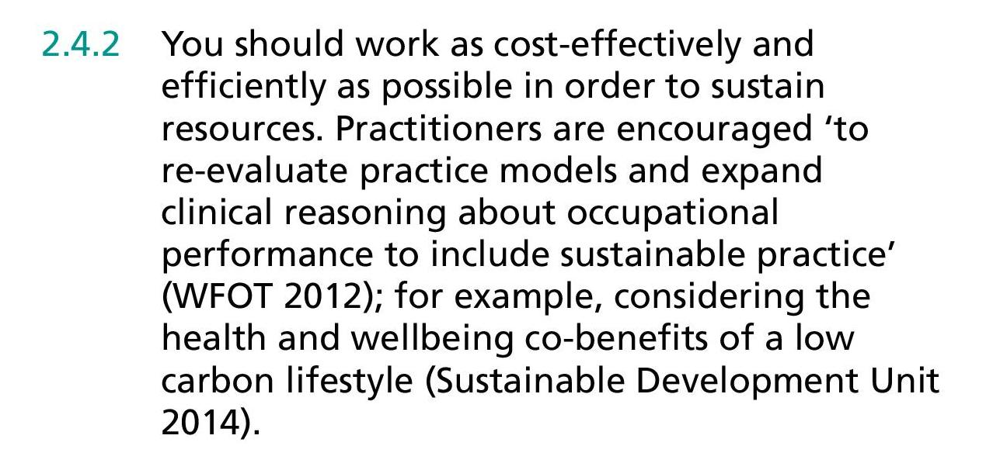 2.4.2 You should work as cost-effectively and
efficiently as possible in order to sustain
resources. Practitioners are encouraged ‘to
re-evaluate practice models and expand
clinical reasoning about occupational
performance to include sustainable practice’
(WFOT 2012); for example, considering the
health and wellbeing co-benefits of a low
carbon lifestyle (Sustainable Development Unit
2014).